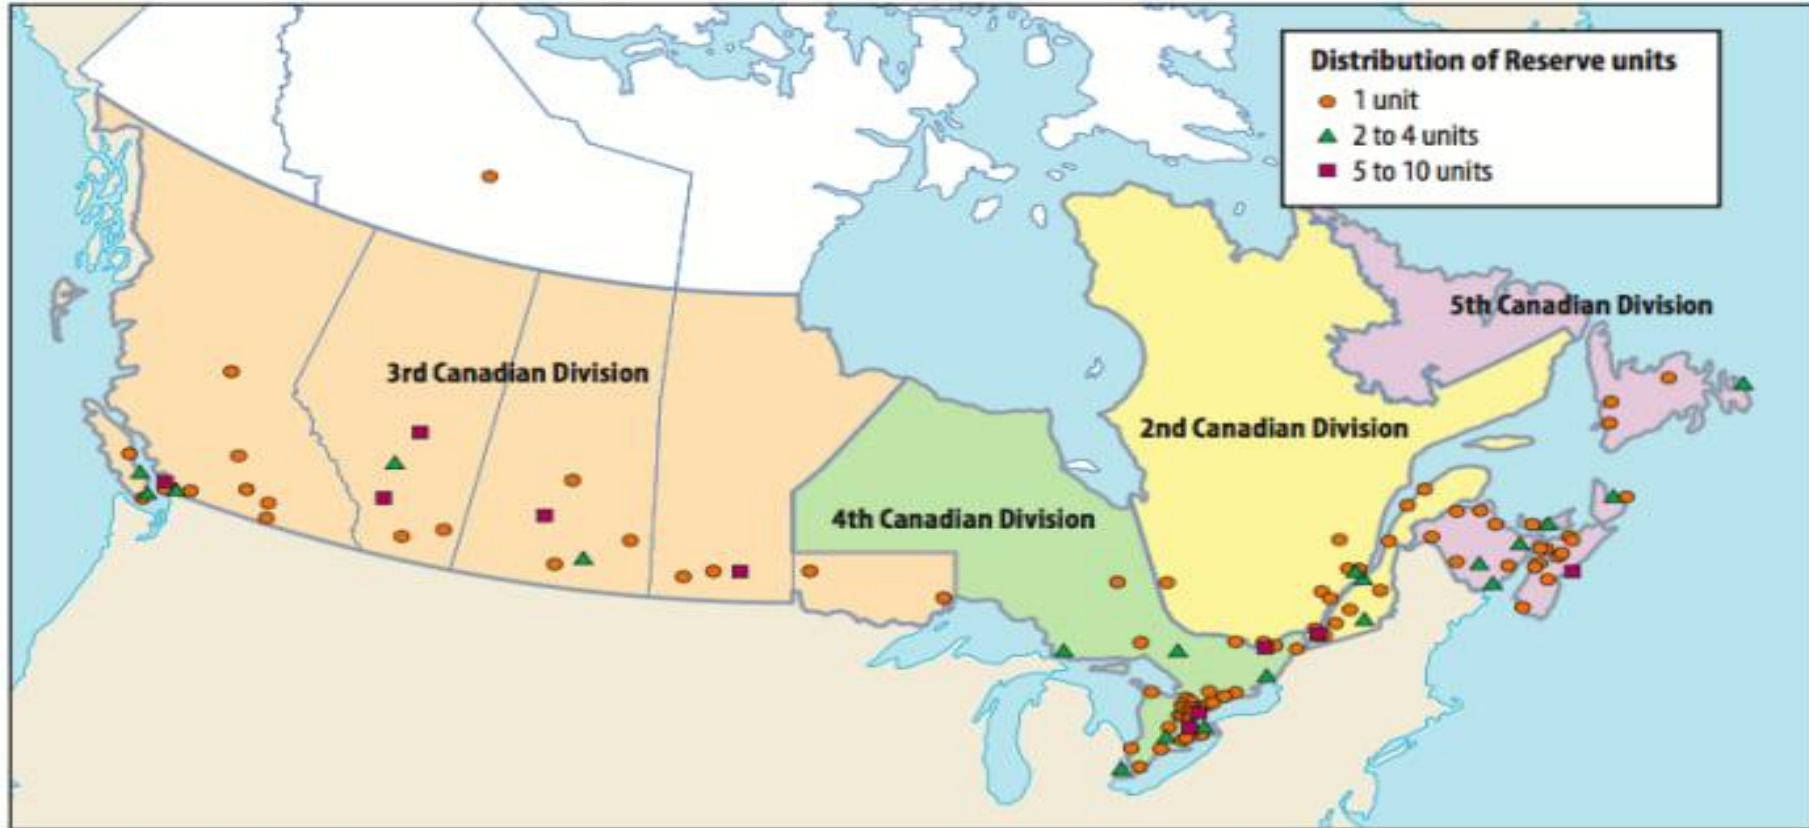 Distribution of Reserve units
1 unit
2 to 4 units
5 to 10 units
5th Canadian Division
3rd Canadian Division
2nd Canadian Division
4th Canadian Division